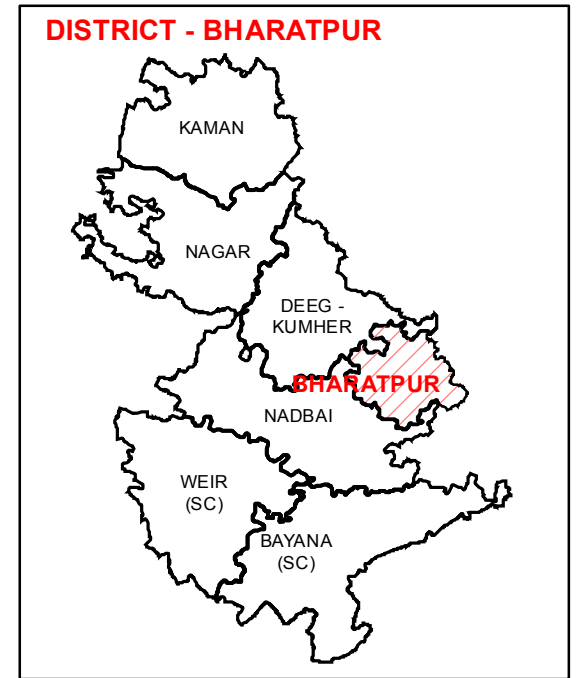 DISTRICT - BHARATPUR
KAMAN
NAGAR
DEEG -
KUMHER
BHARATPUR
NADBAI
WEIR
(SC)
BAYANA
(SC)